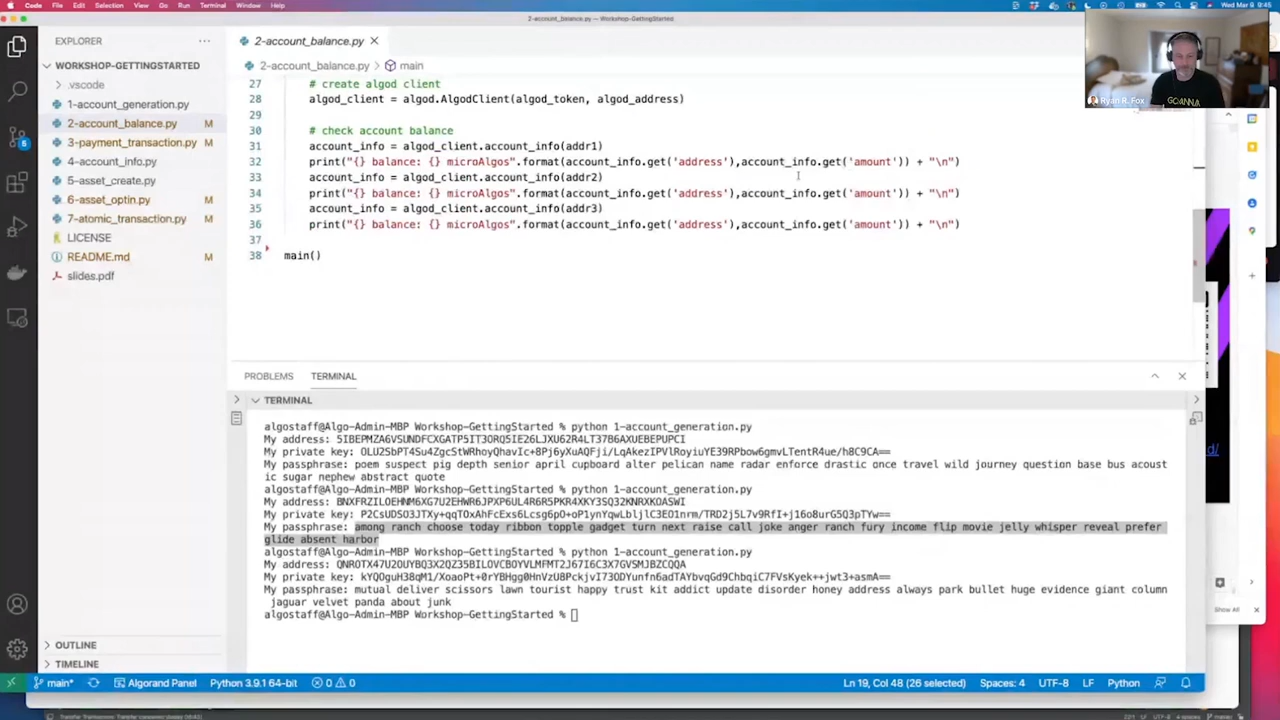 Code File Edit Selection View Go Run Terminal Window Help
Wed Mar 9 9:45
2-account_balance.py — Workshop-GettingStarted
EXPLORER
WORKSHOP-GETTINGSTARTED
.vscode
1-account_generation.py
2-account_balance.py M
3-payment_transaction.py M
4-account_info.py
5-asset_create.py
6-asset_optin.py M
7-atomic_transaction.py M
LICENSE
README.md M
slides.pdf
OUTLINE
TIMELINE
2-account_balance.py
2-account_balance.py > main
27 # create algod client
28 algod_client = algod.AlgodClient(algod_token, algod_address)
29
30 # check account balance
31 account_info = algod_client.account_info(addr1)
32 print("{} balance: {} microAlgos".format(account_info.get('address'),account_info.get('amount')) + "\n")
33 account_info = algod_client.account_info(addr2)
34 print("{} balance: {} microAlgos".format(account_info.get('address'),account_info.get('amount')) + "\n")
35 account_info = algod_client.account_info(addr3)
36 print("{} balance: {} microAlgos".format(account_info.get('address'),account_info.get('amount')) + "\n")
37
38 main()
Ryan R. Fox
GOANNA
PROBLEMS TERMINAL
TERMINAL
algostaff@Algo-Admin-MBP Workshop-GettingStarted % python 1-account_generation.py
My address:
My private key:
My passphrase: poem suspect pig depth senior april cupboard alter pelican name radar enforce drastic once travel wild journey question base bus acoust
ic sugar nephew abstract quote
algostaff@Algo-Admin-MBP Workshop-GettingStarted % python 1-account_generation.py
My address:
My private key:
My passphrase: among ranch choose today ribbon topple gadget turn next raise call joke anger ranch fury income flip movie jelly whisper reveal prefer
glide absent harbor
algostaff@Algo-Admin-MBP Workshop-GettingStarted % python 1-account_generation.py
My address:
My private key:
My passphrase: mutual deliver scissors lawn tourist happy trust kit addict update disorder honey address always park bullet huge evidence giant column
jaguar velvet panda about junk
algostaff@Algo-Admin-MBP Workshop-GettingStarted %
Show All
main* Algorand Panel Python 3.9.1 64-bit 0 0 Ln 19, Col 48 (26 selected) Spaces: 4 UTF-8 LF Python